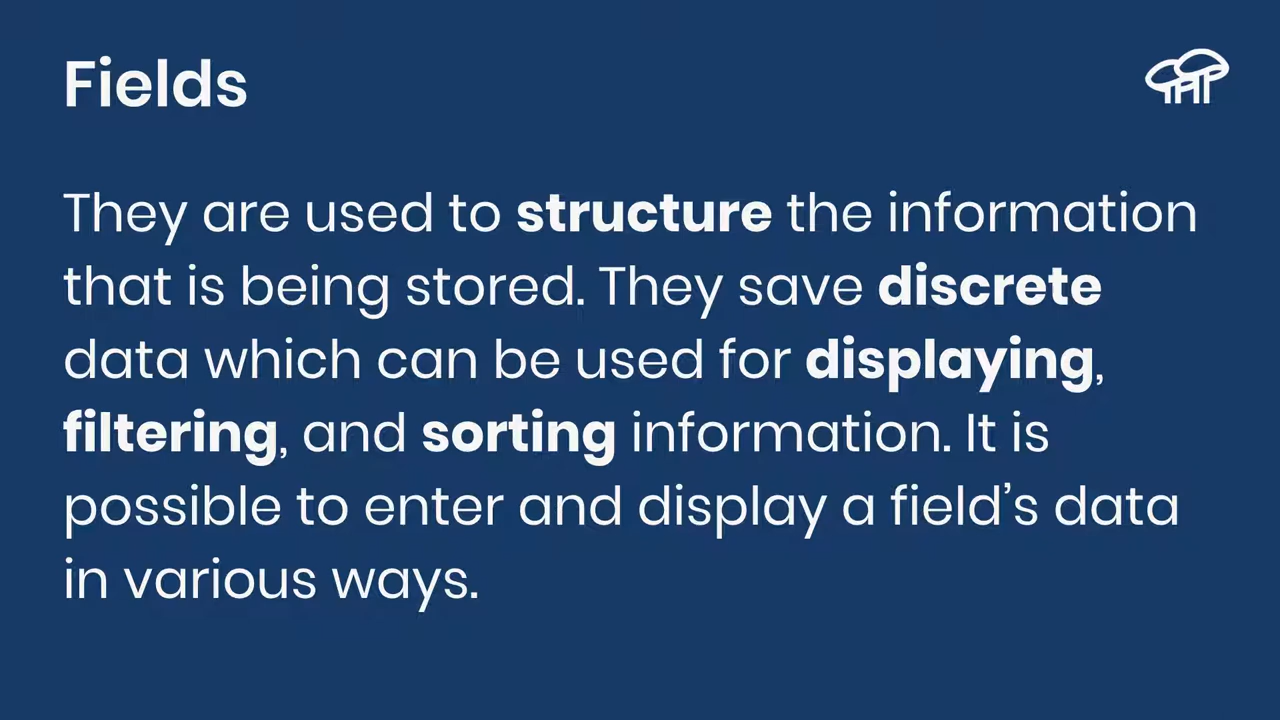 Fields
They are used to structure the information
that is being stored. They save discrete
data which can be used for displaying,
filtering, and sorting information. It is
possible to enter and display a field’s data
in various ways.